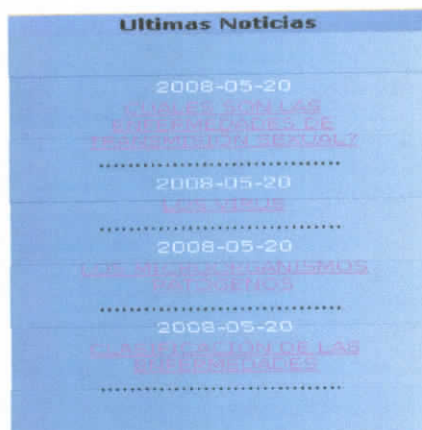 Ultimas Noticias
2008-05-20
CUALES SON LAS
ENFERMEDADES DE
TRANSMISION SEXUAL?
2008-05-20
LOS VIRUS
2008-05-20
LOS MICROORGANISMOS
PATOGENOS
2008-05-20
CLASIFICACION DE LAS
ENFERMEDADES